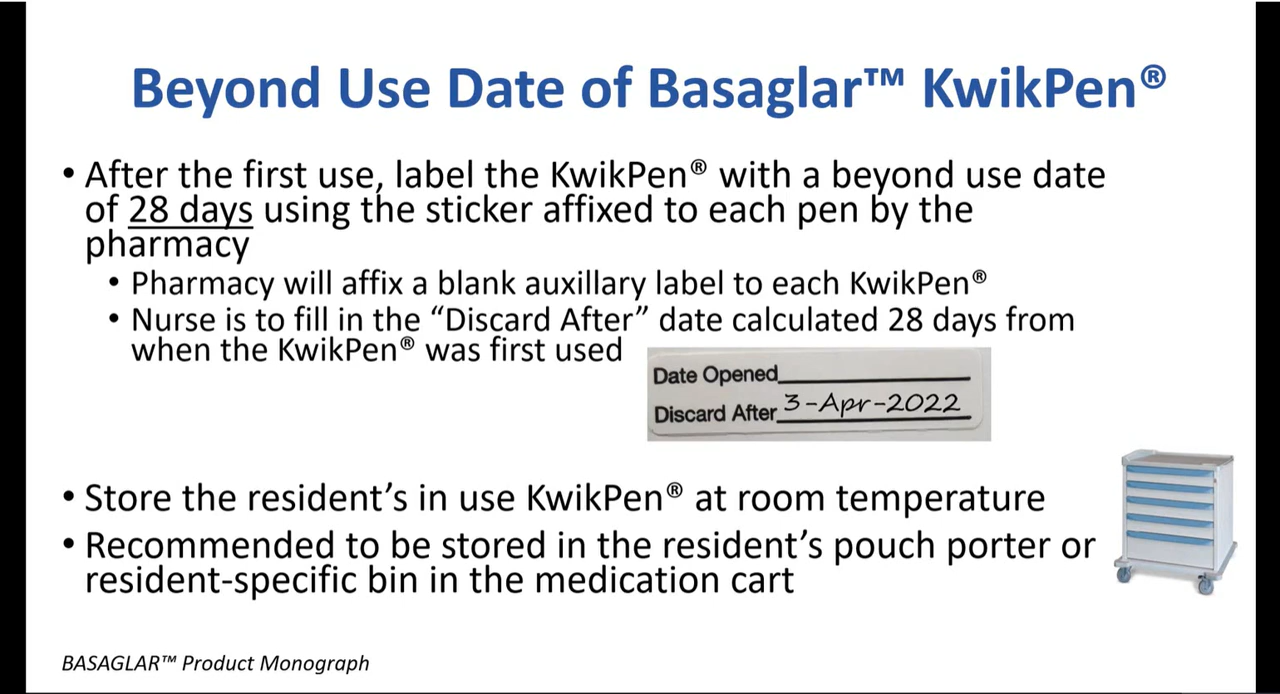 Beyond Use Date of Basaglar™ KwikPen®
• After the first use, label the KwikPen® with a beyond use date
of 28 days using the sticker affixed to each pen by the
pharmacy
• Pharmacy will affix a blank auxillary label to each KwikPen®
• Nurse is to fill in the “Discard After” date calculated 28 days from
when the KwikPen® was first used
Date Opened
Discard After 3-Apr-2022
• Store the resident’s in use KwikPen® at room temperature
• Recommended to be stored in the resident’s pouch porter or
resident-specific bin in the medication cart
BASAGLAR™ Product Monograph